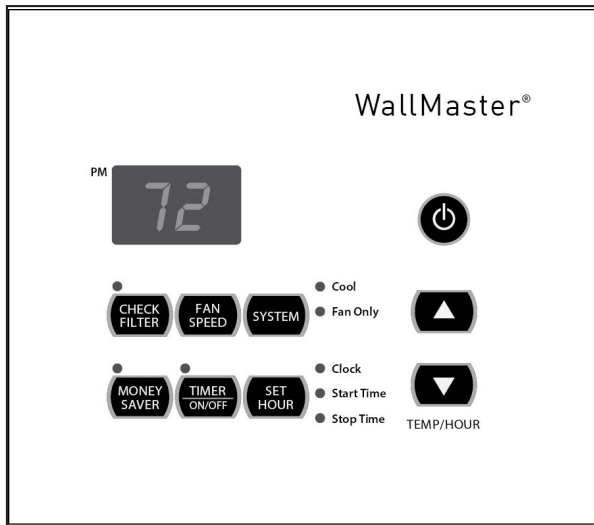 WallMaster®
PM
72
CHECK
FILTER
FAN
SPEED
SYSTEM
Cool
Fan Only
MONEY
SAVER
TIMER
ON/OFF
SET
HOUR
Clock
Start Time
Stop Time
TEMP/HOUR